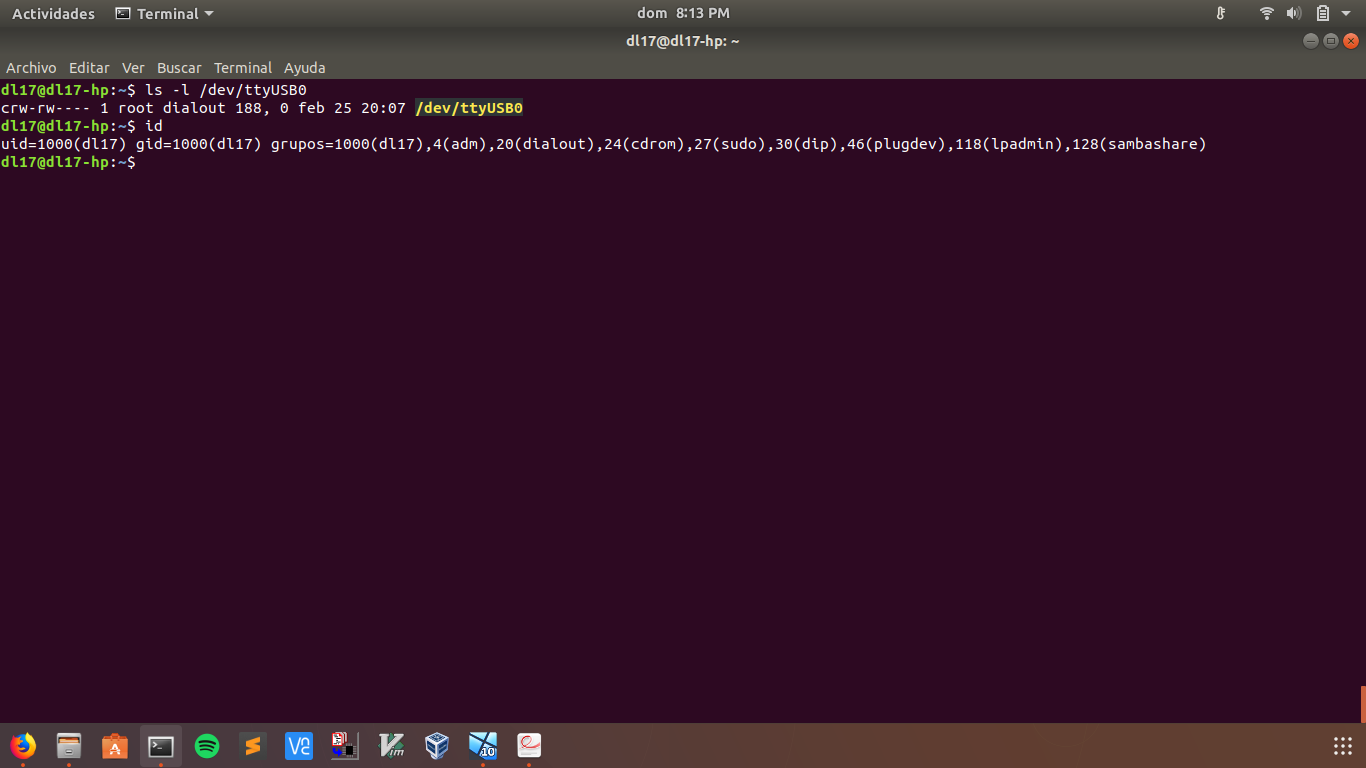 Actividades Terminal dom 8:13 PM
dl17@dl17-hp: ~
Archivo Editar Ver Buscar Terminal Ayuda
dl17@dl17-hp:~$ ls -l /dev/ttyUSB0
crw-rw---- 1 root dialout 188, 0 feb 25 20:07 /dev/ttyUSB0
dl17@dl17-hp:~$ id
uid=1000(dl17) gid=1000(dl17) grupos=1000(dl17),4(adm),20(dialout),24(cdrom),27(sudo),30(dip),46(plugdev),118(lpadmin),128(sambashare)
dl17@dl17-hp:~$
Vim
10